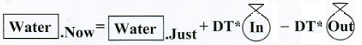 Water.Now = Water.Just + DT* In - DT* Out